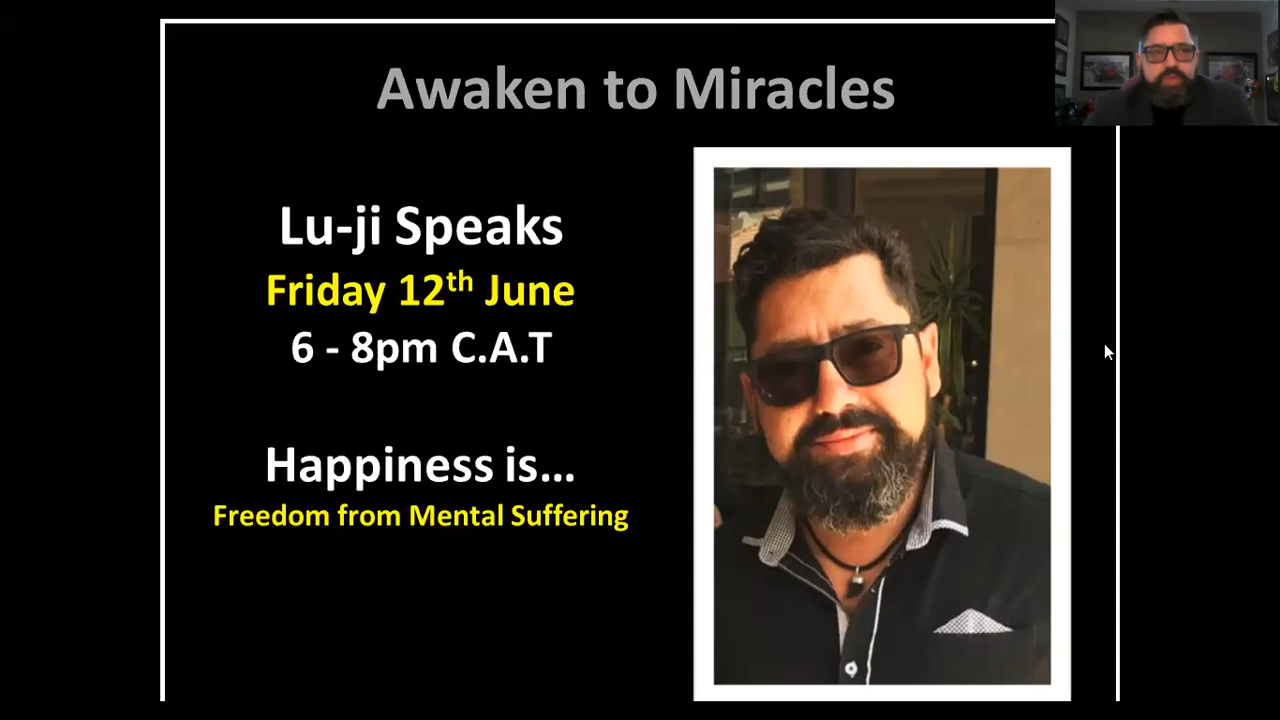 Awaken to Miracles
Lu-ji Speaks
Friday 12th June
6 - 8pm C.A.T
Happiness is...
Freedom from Mental Suffering